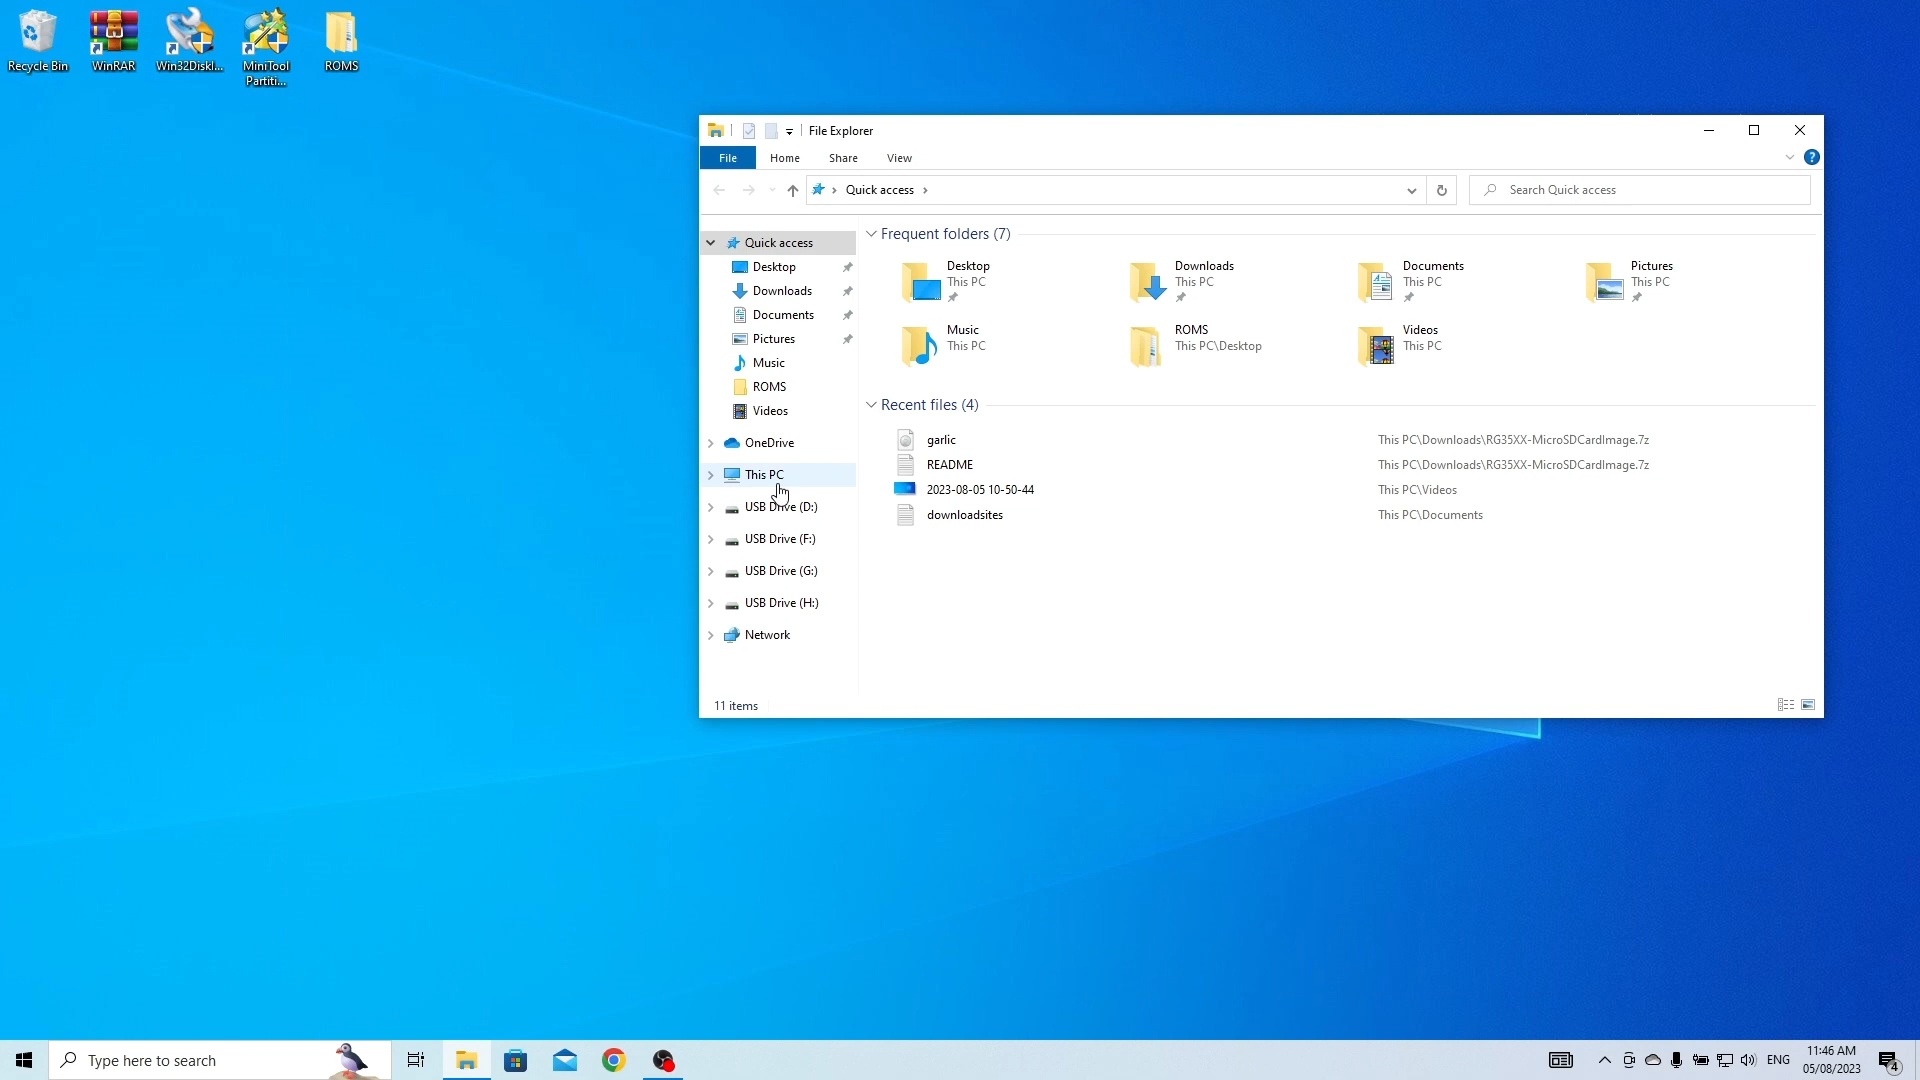 Recycle Bin
WinRAR
Win32DiskI...
MiniTool
Partiti...
ROMS
File Explorer
File
Home
Share
View
Quick access
Search Quick access
Quick access
Desktop
Downloads
Documents
Pictures
Music
ROMS
Videos
OneDrive
This PC
USB Drive (D:)
USB Drive (F:)
USB Drive (G:)
USB Drive (H:)
Network
Frequent folders (7)
Desktop
This PC
Downloads
This PC
Documents
This PC
Pictures
This PC
Music
This PC
ROMS
This PC\Desktop
Videos
This PC
Recent files (4)
garlic
This PC\Downloads\RG35XX-MicroSDCardImage.7z
README
This PC\Downloads\RG35XX-MicroSDCardImage.7z
2023-08-05 10-50-44
This PC\Videos
downloadsites
This PC\Documents
11 items
Type here to search
ENG
11:46 AM
05/08/2023
4